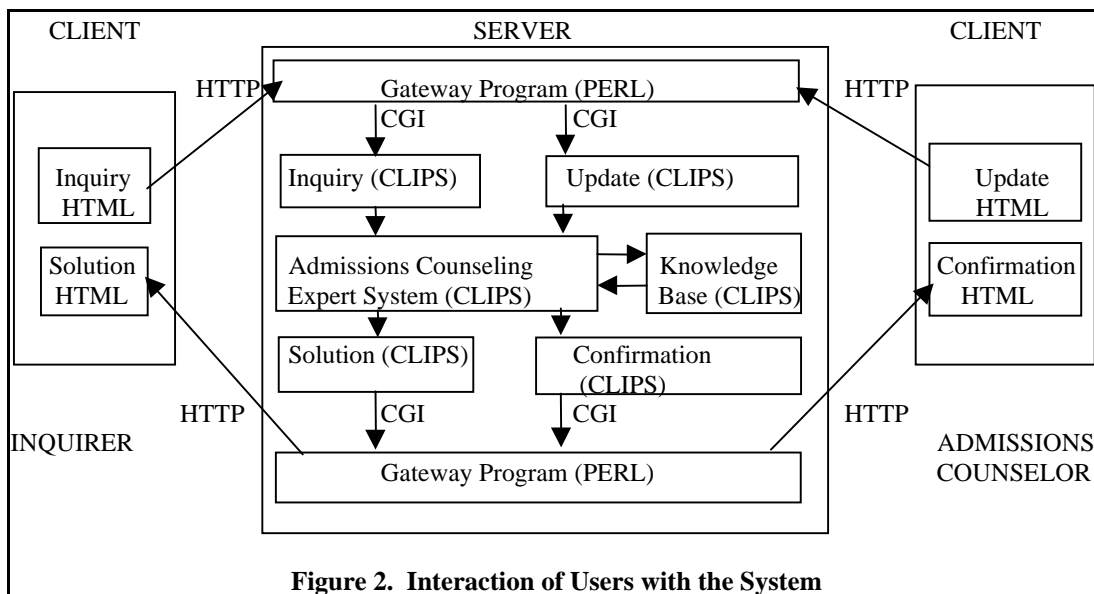 CLIENT
SERVER
CLIENT
HTTP
Gateway Program (PERL)
HTTP
CGI
CGI
Inquiry
HTML
Inquiry (CLIPS)
Update (CLIPS)
Update
HTML
Solution
HTML
Admissions Counseling
Expert System (CLIPS)
Knowledge
Base (CLIPS)
Confirmation
HTML
Solution (CLIPS)
Confirmation
(CLIPS)
HTTP
CGI
CGI
HTTP
INQUIRER
Gateway Program (PERL)
ADMISSIONS
COUNSELOR
Figure 2. Interaction of Users with the System